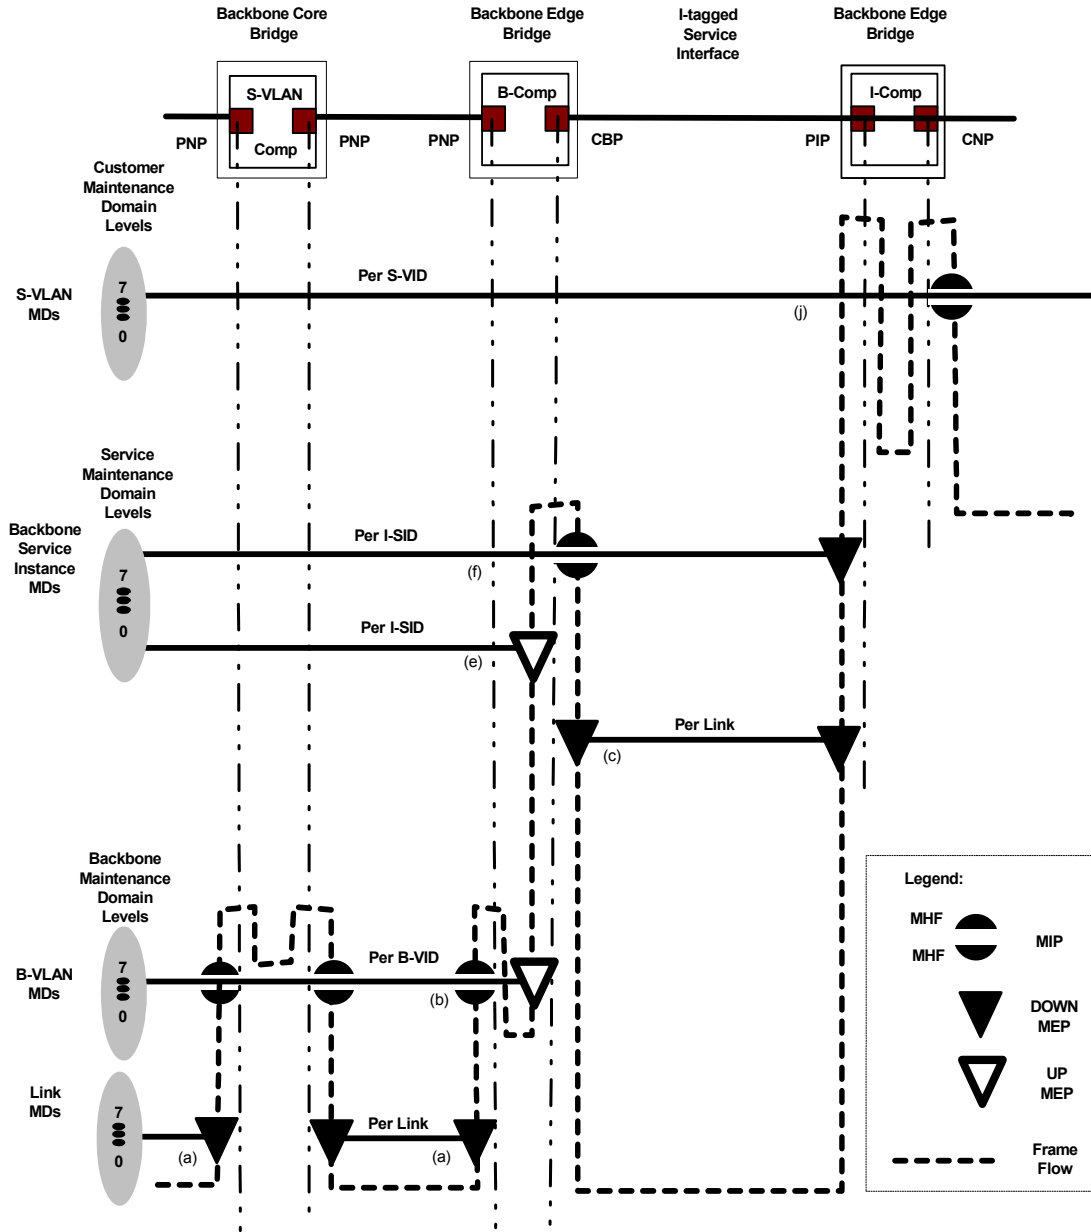 Backbone Core
Bridge
Backbone Edge
Bridge
I-tagged
Service
Interface
Backbone Edge
Bridge
S-VLAN
Comp
B-Comp
I-Comp
PNP
PNP
PNP
CBP
PIP
CNP
Customer
Maintenance
Domain
Levels
7
0
S-VLAN
MDs
Per S-VID
(j)
Service
Maintenance
Domain
Levels
Backbone
Service
Instance
MDs
7
0
Per I-SID
(f)
Per I-SID
(e)
Per Link
(c)
Backbone
Maintenance
Domain
Levels
B-VLAN
MDs
7
0
Per B-VID
(b)
Link
MDs
7
0
(a)
Per Link
(a)
Legend:
MHF
MHF
MIP
DOWN
MEP
UP
MEP
Frame
Flow